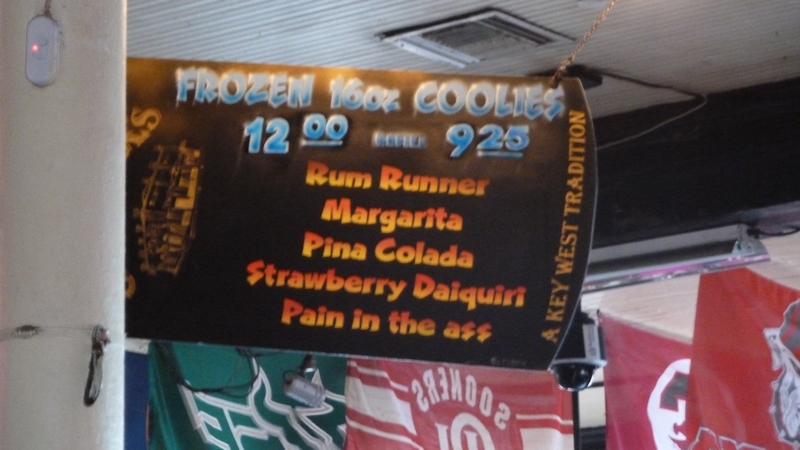 FROZEN 16oz COOLIES
12 00 REFILL 9 25
Rum Runner
Margarita
Pina Colada
Strawberry Daiquiri
Pain in the a$$
A KEY WEST TRADITION
SOONERS